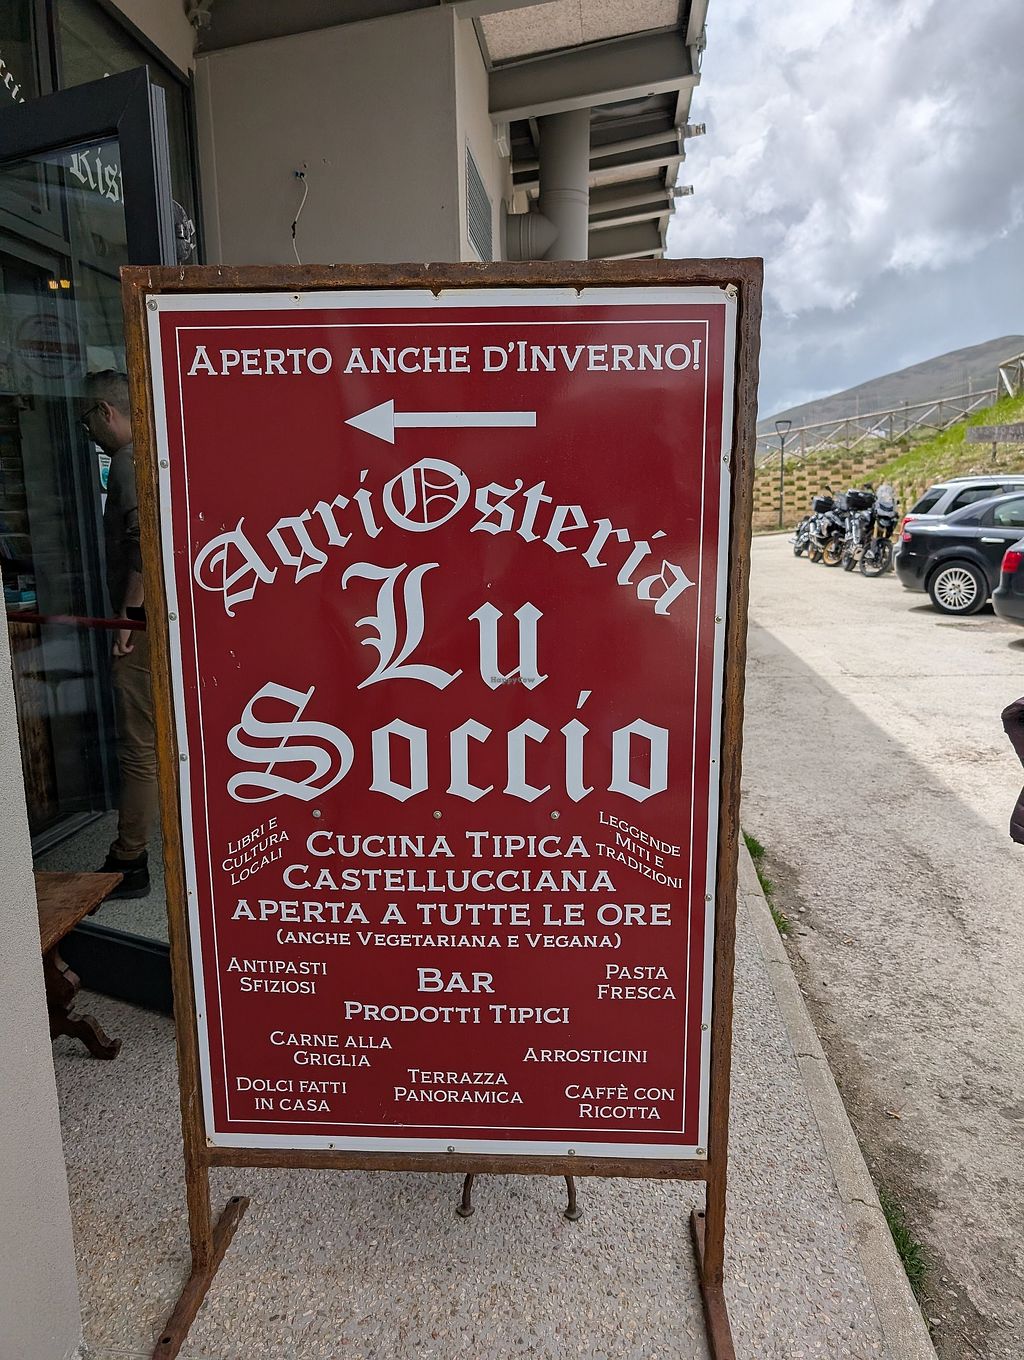 Ris
APERTO ANCHE D'INVERNO!
AgriOsteria
Lu
Soccio
HappyCow
LIBRI E
CULTURA
LOCALI
LEGGENDE
MITI E
TRADIZIONI
CUCINA TIPICA
CASTELLUCCIANA
APERTA A TUTTE LE ORE
(ANCHE VEGETARIANA E VEGANA)
ANTIPASTI
SFIZIOSI
BAR
PASTA
FRESCA
PRODOTTI TIPICI
CARNE ALLA
GRIGLIA
ARROSTICINI
DOLCI FATTI
IN CASA
TERRAZZA
PANORAMICA
CAFFÈ CON
RICOTTA